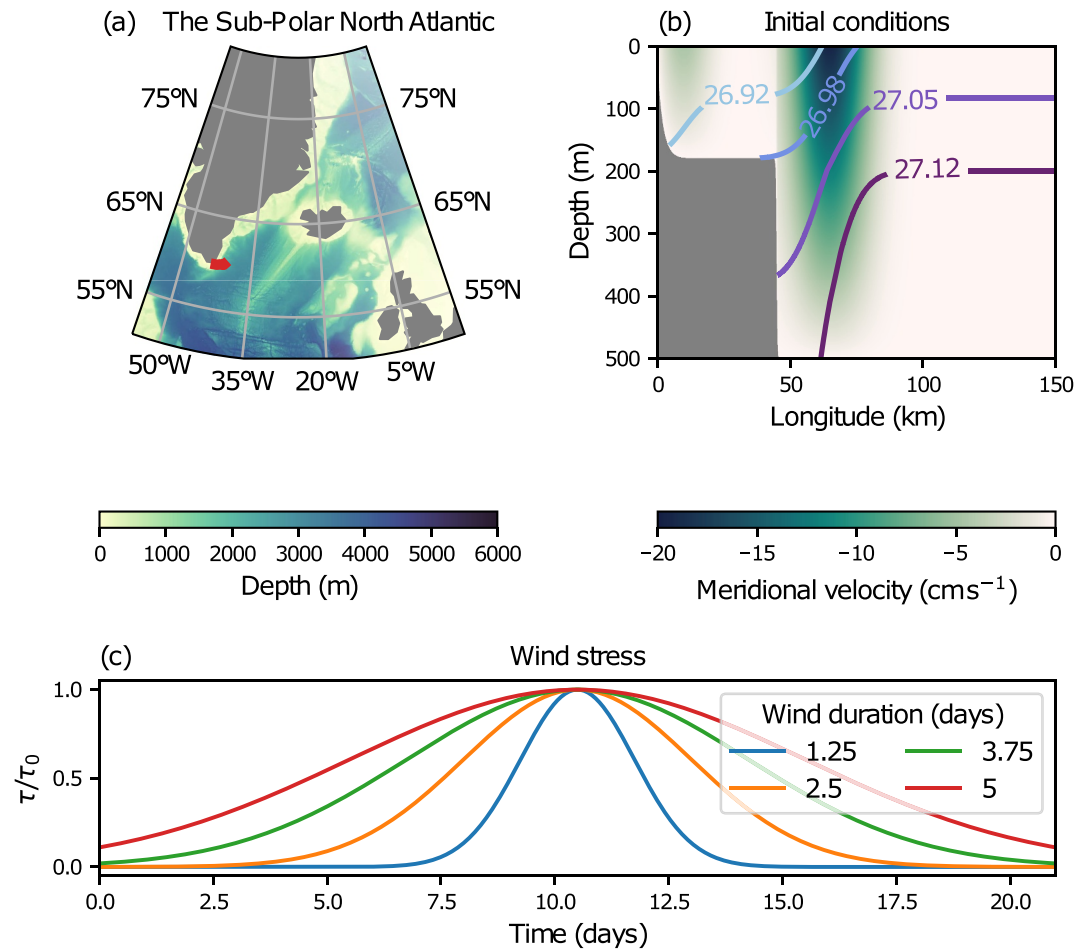 (a) The Sub-Polar North Atlantic
75°N
75°N
65°N
65°N
55°N
55°N
50°W
35°W
20°W
5°W
(b) Initial conditions
0
100
200
300
400
500
Depth (m)
26.92
26.98
27.05
27.12
0
50
100
150
Longitude (km)
0
1000
2000
3000
4000
5000
6000
Depth (m)
−20
−15
−10
−5
0
Meridional velocity (cms⁻¹)
(c) Wind stress
1.0
0.5
0.0
τ/τ₀
Wind duration (days)
1.25
3.75
2.5
5
0.0
2.5
5.0
7.5
10.0
12.5
15.0
17.5
20.0
Time (days)